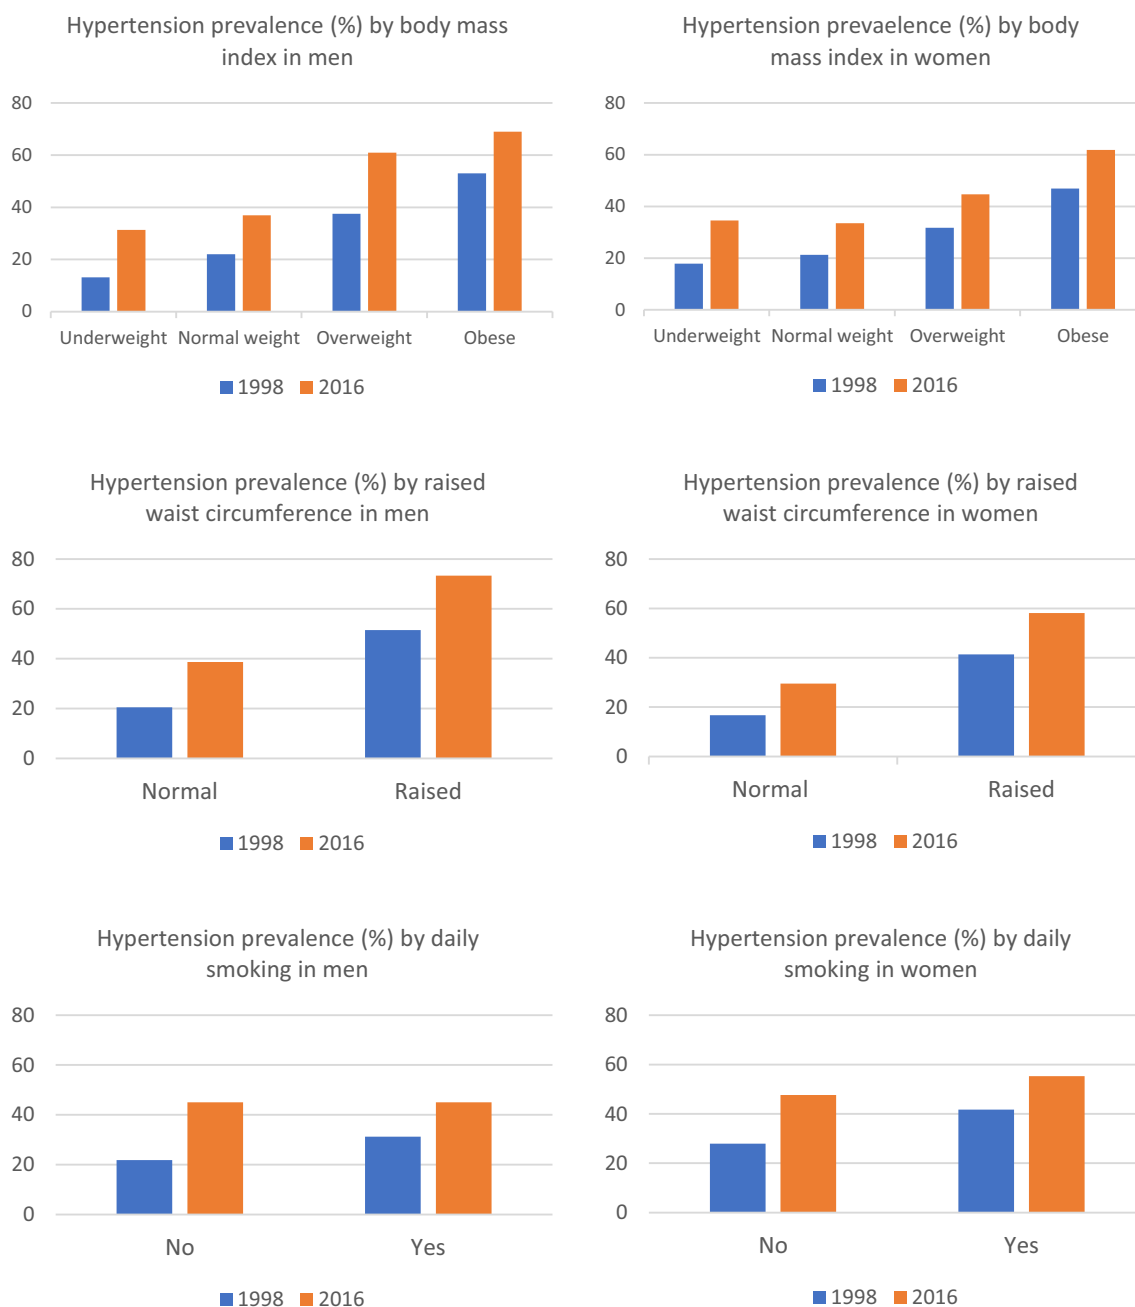 Hypertension prevalence (%) by body mass
index in men
80
60
40
20
0
Underweight Normal weight Overweight Obese
1998 2016
Hypertension prevaelence (%) by body
mass index in women
80
60
40
20
0
Underweight Normal weight Overweight Obese
1998 2016
Hypertension prevalence (%) by raised
waist circumference in men
80
60
40
20
0
Normal Raised
1998 2016
Hypertension prevalence (%) by raised
waist circumference in women
80
60
40
20
0
Normal Raised
1998 2016
Hypertension prevalence (%) by daily
smoking in men
80
60
40
20
0
No Yes
1998 2016
Hypertension prevalence (%) by daily
smoking in women
80
60
40
20
0
No Yes
1998 2016